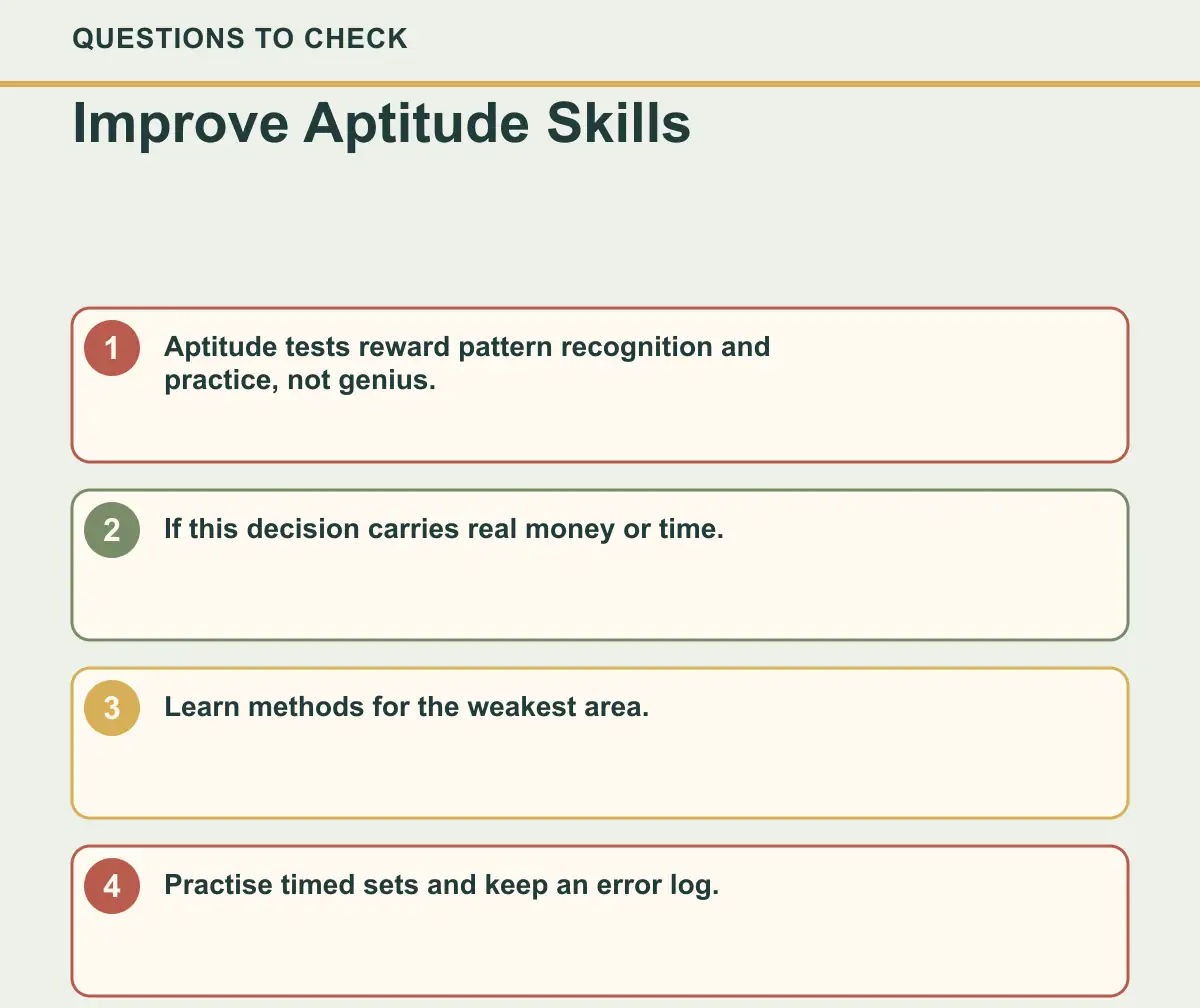 QUESTIONS TO CHECK
Improve Aptitude Skills
1
Aptitude tests reward pattern recognition and
practice, not genius.
2
If this decision carries real money or time.
3
Learn methods for the weakest area.
4
Practise timed sets and keep an error log.